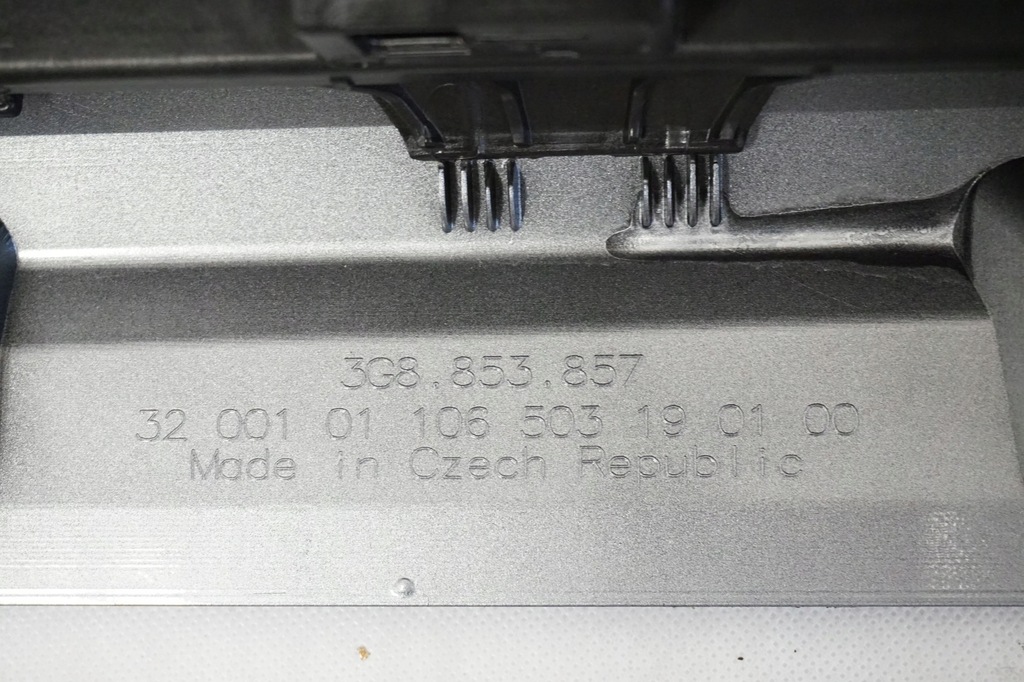 3G8.853.857
32 001 01 106 503 19 01 00
Made in Czech Republic